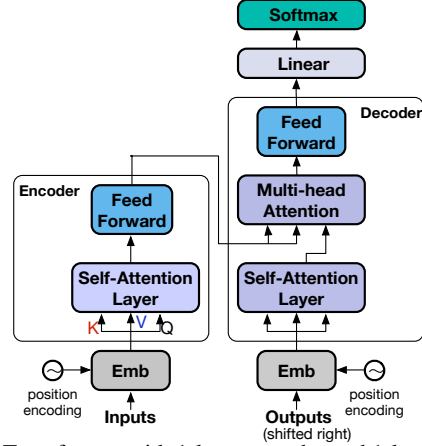 Softmax
Linear
Decoder
Feed
Forward
Multi-head
Attention
Self-Attention
Layer
Emb
position
encoding
Outputs
(shifted right)
Encoder
Feed
Forward
Self-Attention
Layer
K
V
Q
Emb
position
encoding
Inputs